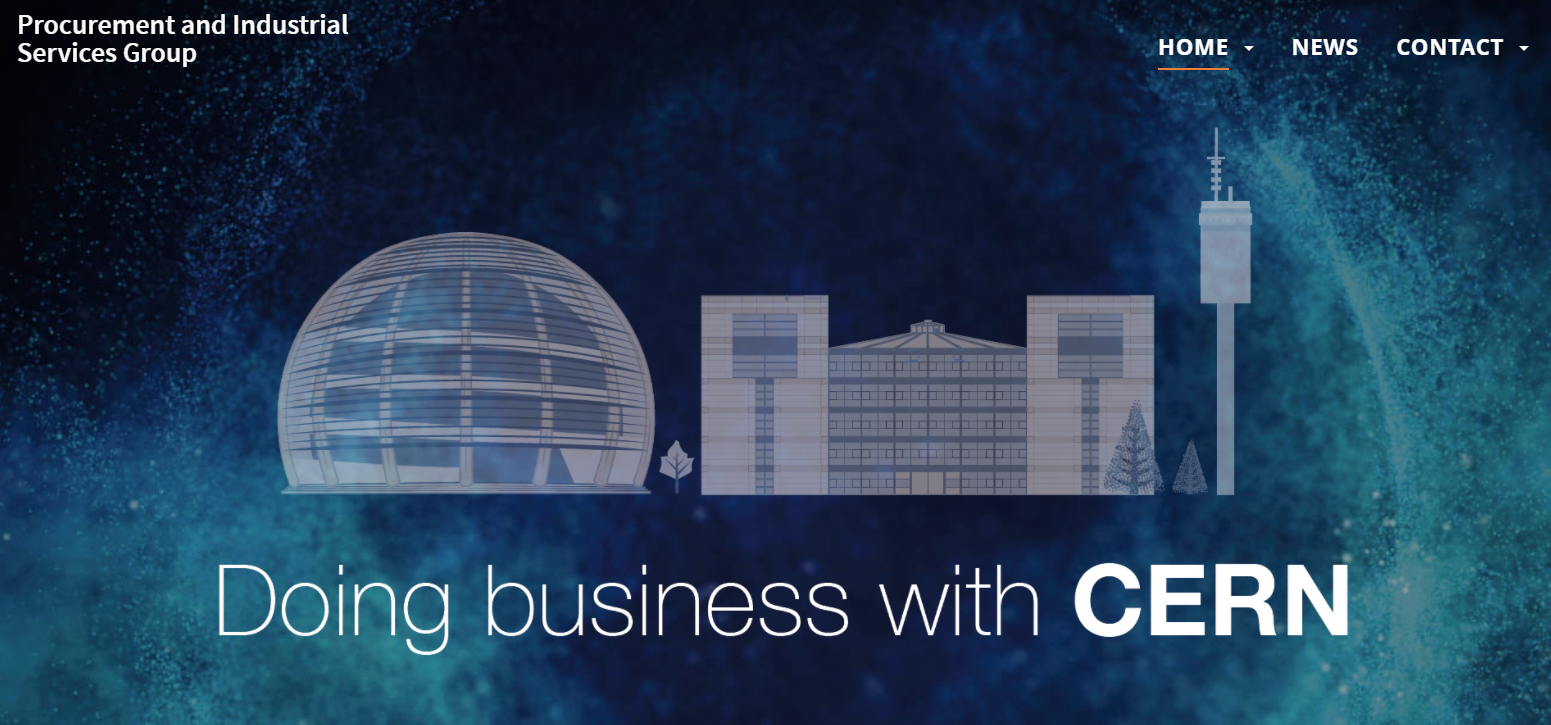 Procurement and Industrial
Services Group
HOME
NEWS
CONTACT
Doing business with CERN